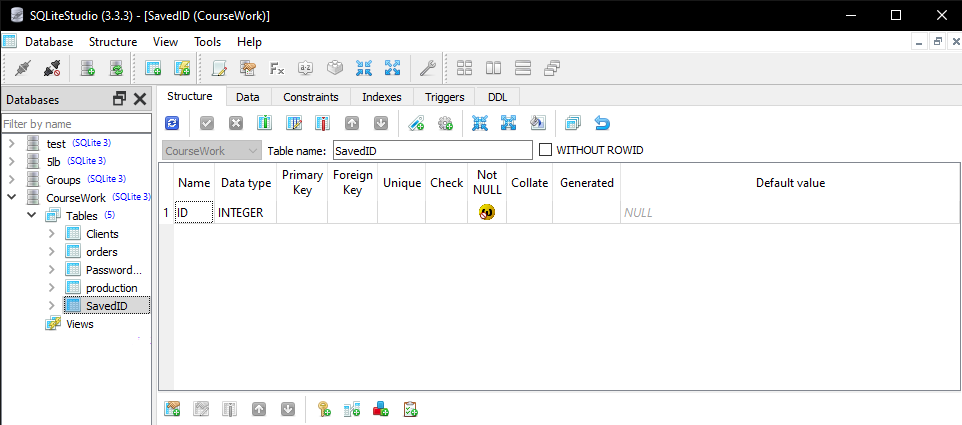 SQLiteStudio (3.3.3) - [SavedID (CourseWork)]
Database Structure View Tools Help
Databases
Filter by name
test (SQLite 3)
5lb (SQLite 3)
Groups (SQLite 3)
CourseWork (SQLite 3)
Tables (5)
Clients
orders
Password...
production
SavedID
Views
Structure Data Constraints Indexes Triggers DDL
CourseWork Table name: SavedID WITHOUT ROWID
Name Data type Primary Key Foreign Key Unique Check Not NULL Collate Generated Default value
1 ID INTEGER NULL